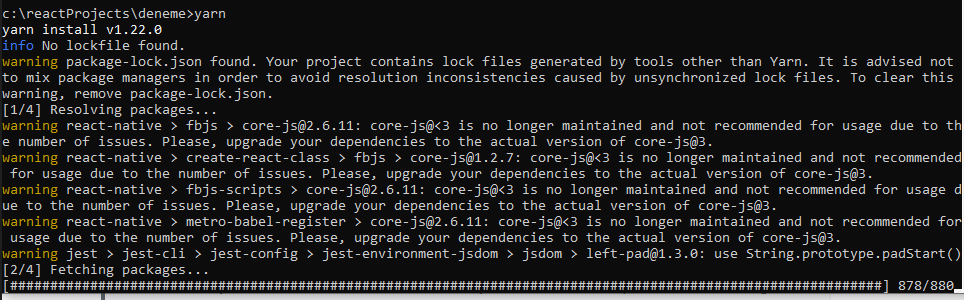 c:\reactProjects\deneme>yarn
yarn install v1.22.0
info No lockfile found.
warning package-lock.json found. Your project contains lock files generated by tools other than Yarn. It is advised not
to mix package managers in order to avoid resolution inconsistencies caused by unsynchronized lock files. To clear this
warning, remove package-lock.json.
[1/4] Resolving packages...
warning react-native > fbjs > core-js@2.6.11: core-js@<3 is no longer maintained and not recommended for usage due to th
e number of issues. Please, upgrade your dependencies to the actual version of core-js@3.
warning react-native > create-react-class > fbjs > core-js@1.2.7: core-js@<3 is no longer maintained and not recommended
 for usage due to the number of issues. Please, upgrade your dependencies to the actual version of core-js@3.
warning react-native > fbjs-scripts > core-js@2.6.11: core-js@<3 is no longer maintained and not recommended for usage d
ue to the number of issues. Please, upgrade your dependencies to the actual version of core-js@3.
warning react-native > metro-babel-register > core-js@2.6.11: core-js@<3 is no longer maintained and not recommended for
 usage due to the number of issues. Please, upgrade your dependencies to the actual version of core-js@3.
warning jest > jest-cli > jest-config > jest-environment-jsdom > jsdom > left-pad@1.3.0: use String.prototype.padStart()
[2/4] Fetching packages...
[#############################################################################################################] 878/880